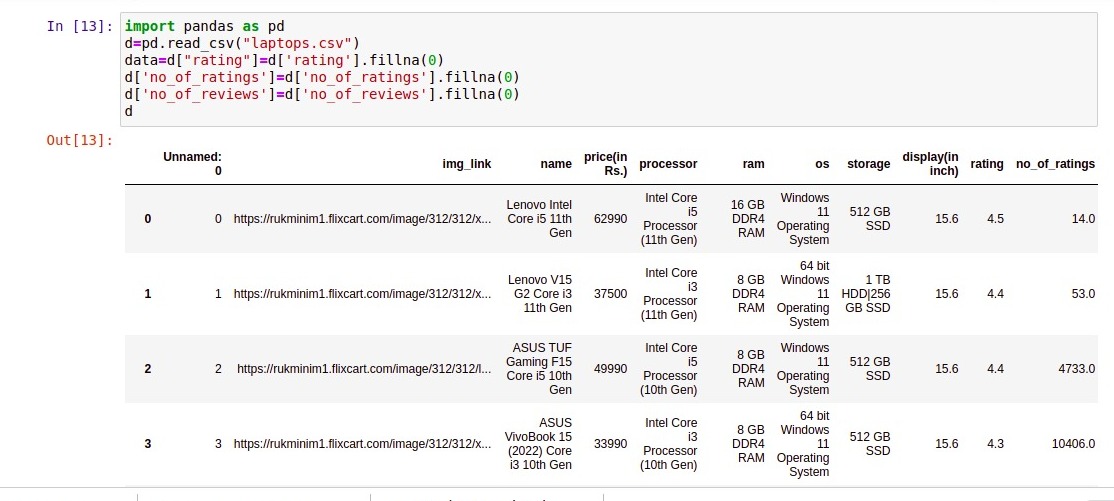 In [13]:
import pandas as pd
d=pd.read_csv("laptops.csv")
data=d["rating"]=d['rating'].fillna(0)
d['no_of_ratings']=d['no_of_ratings'].fillna(0)
d['no_of_reviews']=d['no_of_reviews'].fillna(0)
d
Out[13]:
Unnamed: 0 img_link name price(in Rs.) processor ram os storage display(in inch) rating no_of_ratings
0 0 https://rukminim1.flixcart.com/image/312/312/x... Lenovo Intel Core i5 11th Gen 62990 Intel Core i5 Processor (11th Gen) 16 GB DDR4 RAM Windows 11 Operating System 512 GB SSD 15.6 4.5 14.0
1 1 https://rukminim1.flixcart.com/image/312/312/x... Lenovo V15 G2 Core i3 11th Gen 37500 Intel Core i3 Processor (11th Gen) 8 GB DDR4 RAM 64 bit Windows 11 Operating System 1 TB HDD|256 GB SSD 15.6 4.4 53.0
2 2 https://rukminim1.flixcart.com/image/312/312/l... ASUS TUF Gaming F15 Core i5 10th Gen 49990 Intel Core i5 Processor (10th Gen) 8 GB DDR4 RAM Windows 11 Operating System 512 GB SSD 15.6 4.4 4733.0
3 3 https://rukminim1.flixcart.com/image/312/312/x... ASUS VivoBook 15 (2022) Core i3 10th Gen 33990 Intel Core i3 Processor (10th Gen) 8 GB DDR4 RAM 64 bit Windows 11 Operating System 512 GB SSD 15.6 4.3 10406.0